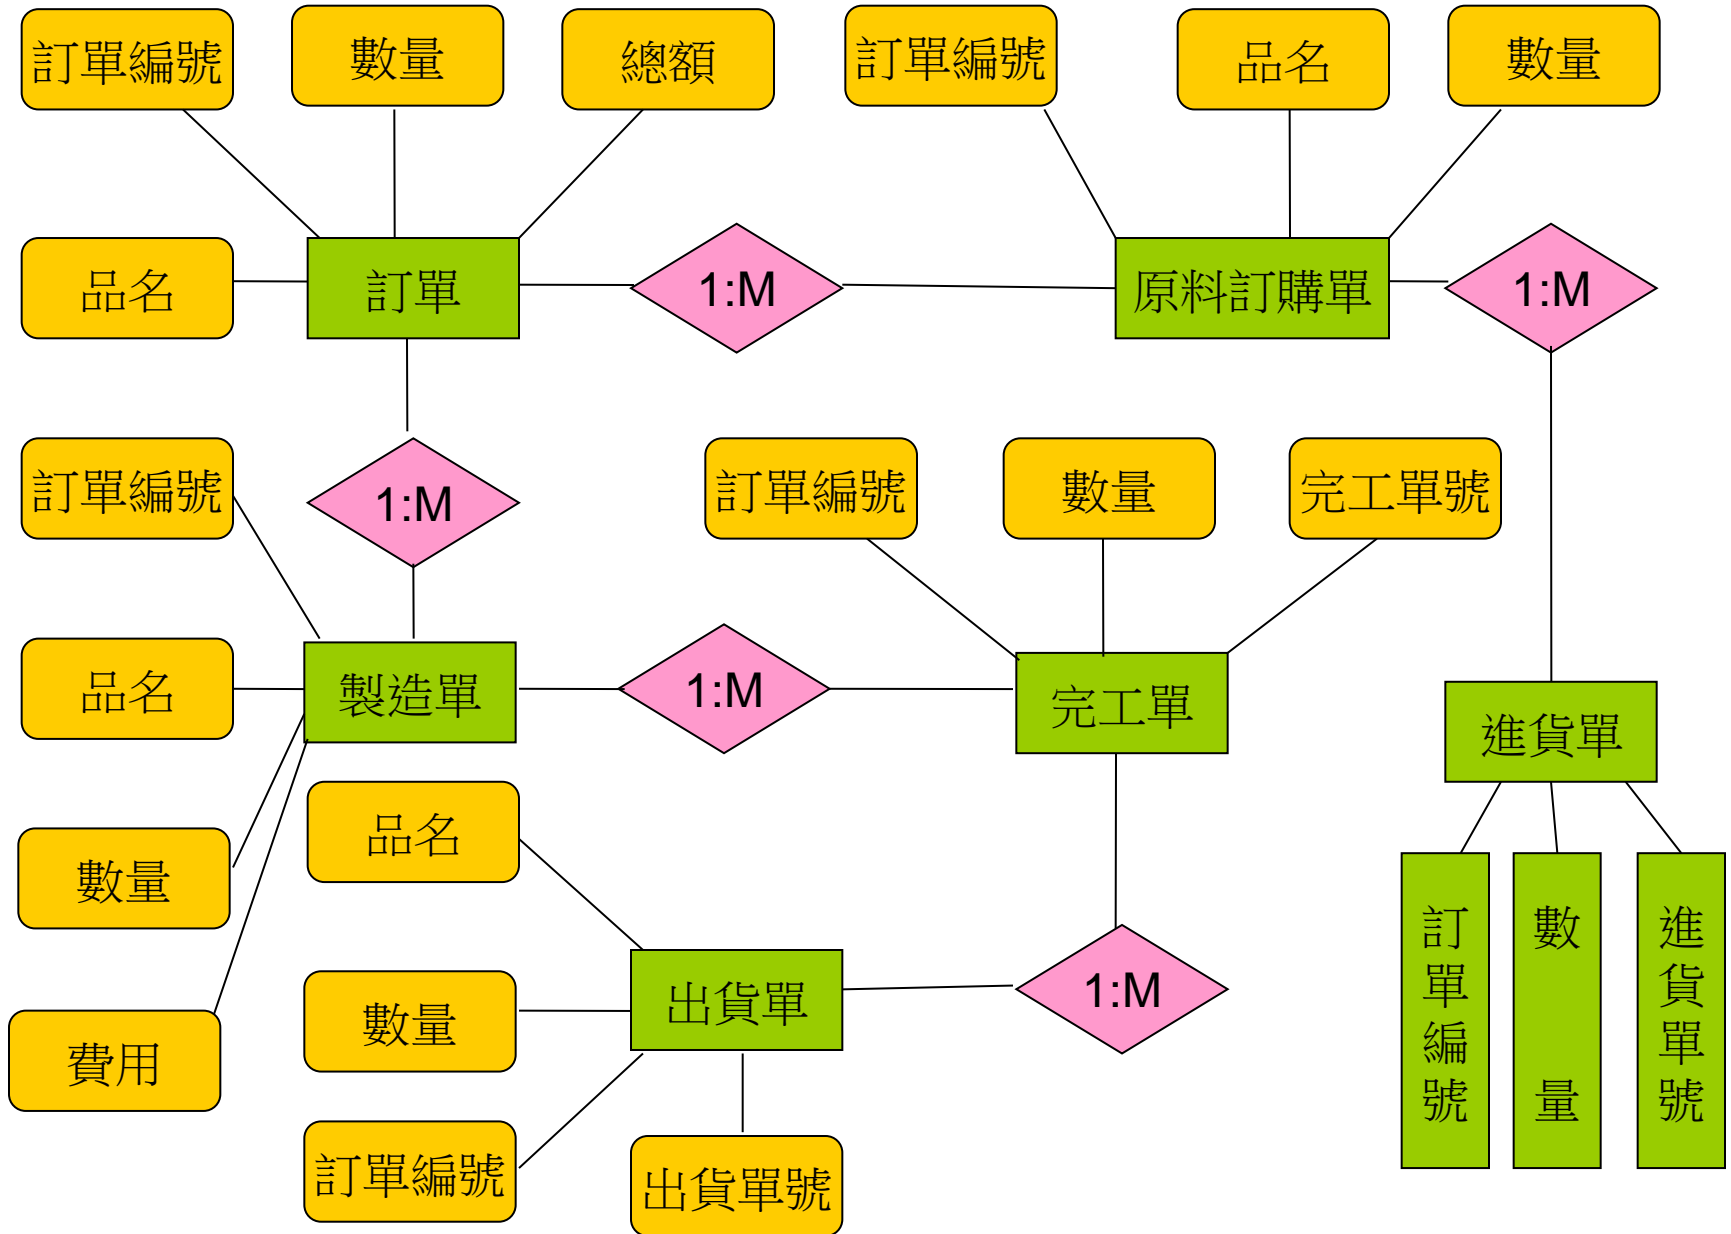 訂單編號
數量
總額
訂單編號
品名
數量
品名
訂單
1:M
原料訂購單
1:M
訂單編號
1:M
訂單編號
數量
完工單號
品名
製造單
1:M
完工單
進貨單
品名
數量
出貨單
1:M
數量
費用
訂單編號
出貨單號
訂單編號
數量
進貨單號